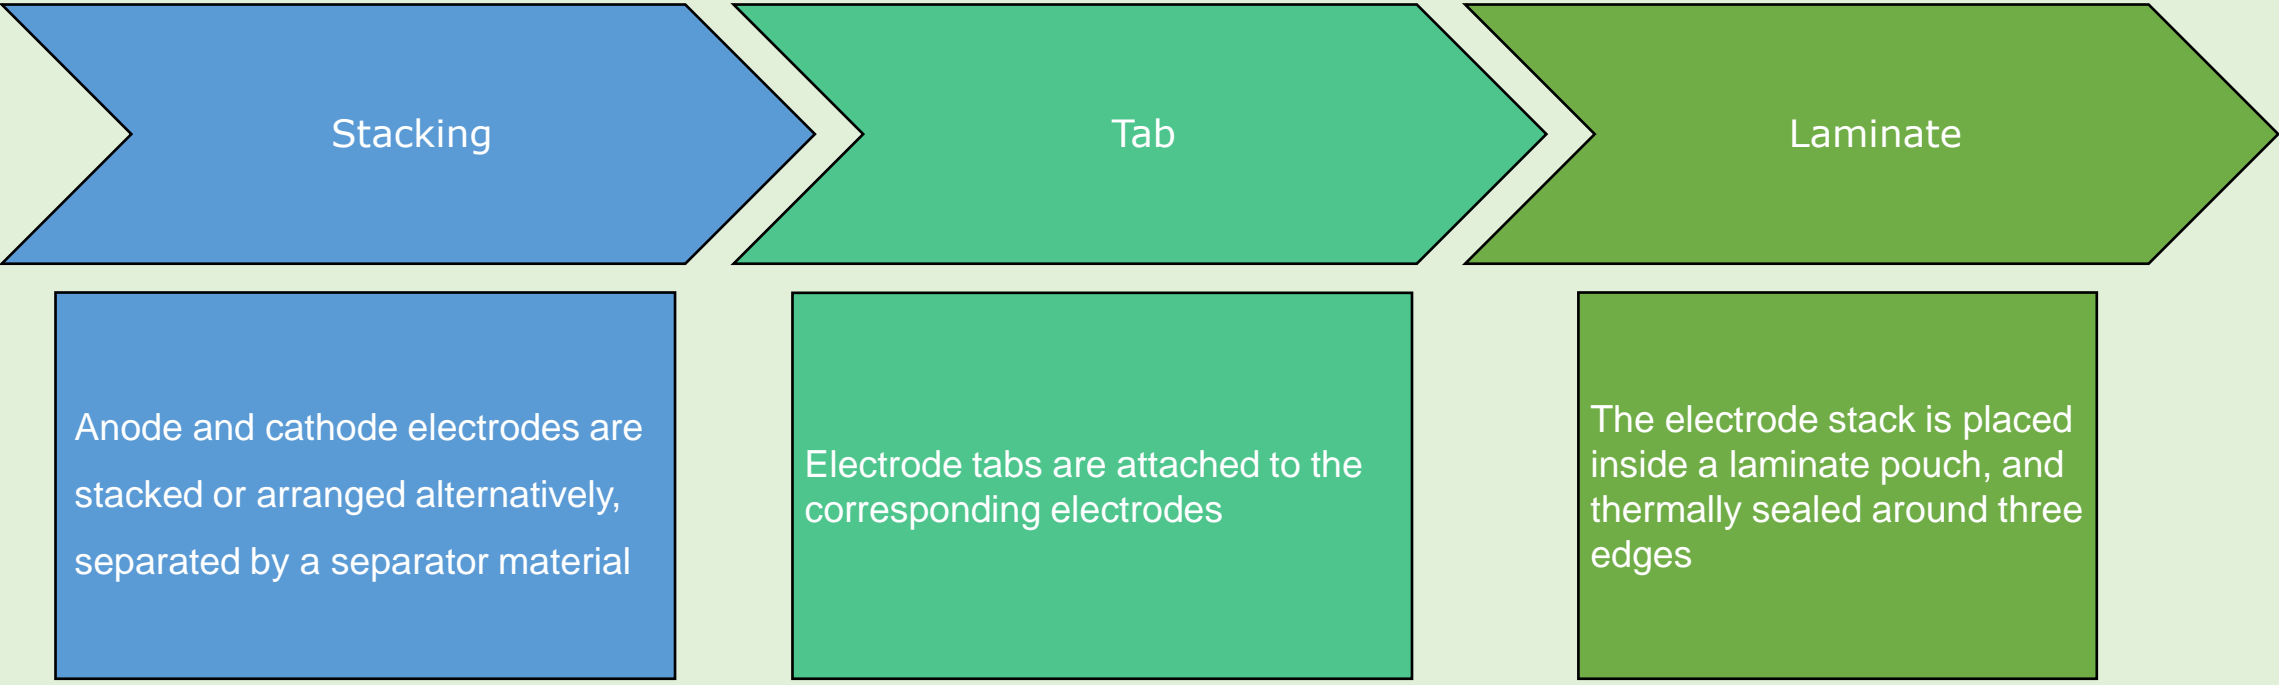 Stacking
Tab
Laminate
Anode and cathode electrodes are
stacked or arranged alternatively,
separated by a separator material
Electrode tabs are attached to the
corresponding electrodes
The electrode stack is placed
inside a laminate pouch, and
thermally sealed around three
edges